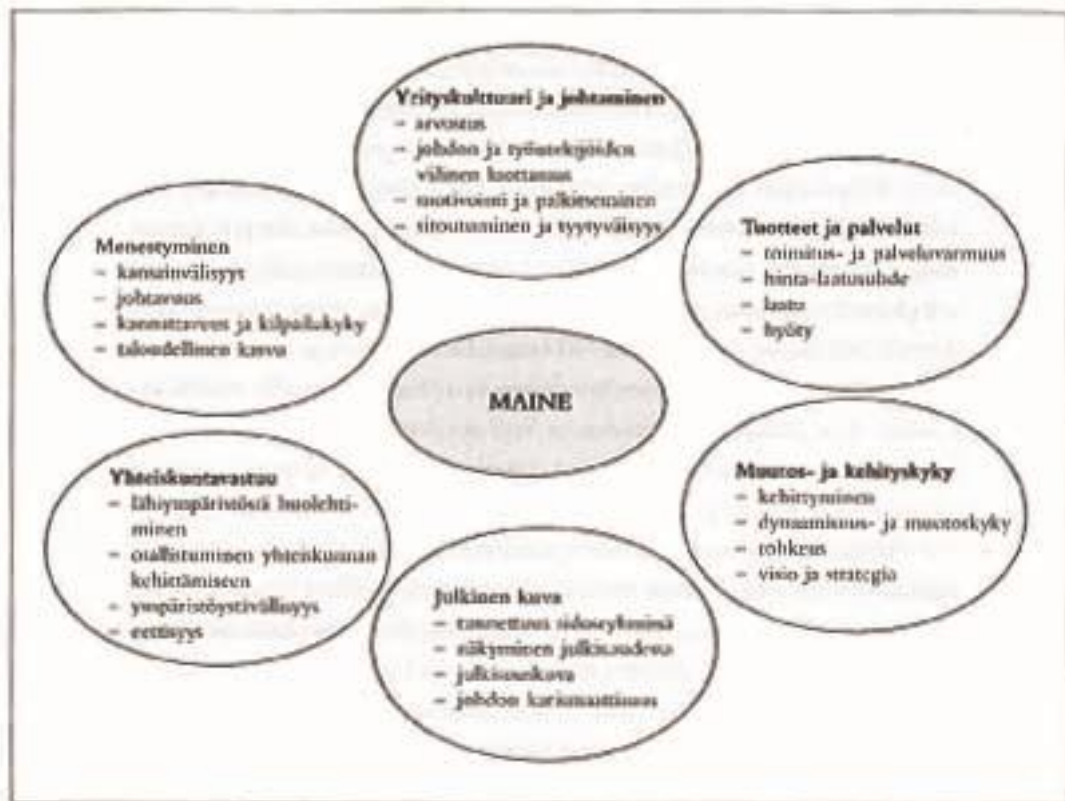 Yrityskulttuuri ja johtaminen
– arvostus
– johdon ja työntekijöiden
välinen luottamus
– motivointi ja palkitseminen
– sitoutuminen ja tyytyväisyys
Tuotteet ja palvelut
– toimitus- ja palveluvarmuus
– hinta-laatusuhde
– laatu
– hyöty
Menestyminen
– kansainvälisyys
– johtavuus
– kannattavuus ja kilpailukyky
– taloudellinen kasvu
MAINE
Muutos- ja kehityskyky
– kehittyminen
– dynaamisuus- ja muutoskyky
– rohkeus
– visio ja strategia
Yhteiskuntavastuu
– lähiympäristöstä huolehti-
minen
– osallistuminen yhteiskunnan
kehittämiseen
– ympäristöystävällisyys
– eettisyys
Julkinen kuva
– tunnettuus sidosryhmissä
– näkyminen julkisuudessa
– julkisuuskuva
– johdon karismaattisuus